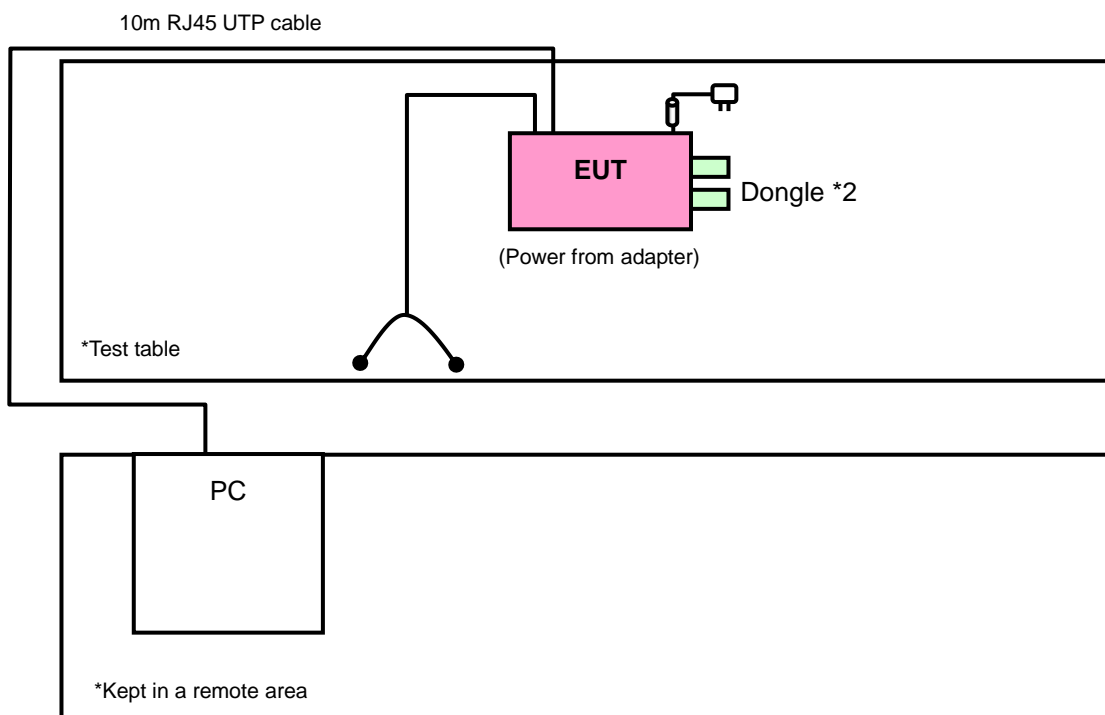 10m RJ45 UTP cable
EUT
Dongle *2
(Power from adapter)
*Test table
PC
*Kept in a remote area